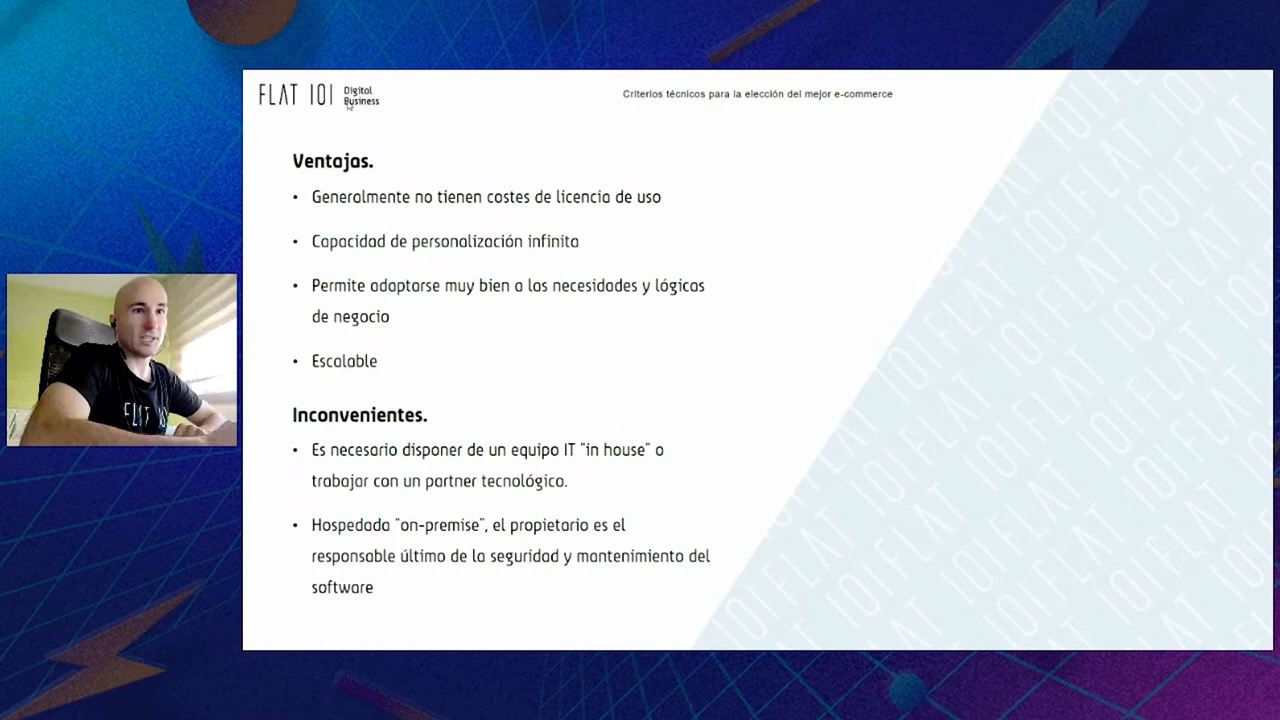 FLAT 101 Digital Business
Criterios técnicos para la elección del mejor e-commerce
Ventajas.
• Generalmente no tienen costes de licencia de uso
• Capacidad de personalización infinita
• Permite adaptarse muy bien a las necesidades y lógicas
de negocio
• Escalable
Inconvenientes.
• Es necesario disponer de un equipo IT "in house" o
trabajar con un partner tecnológico.
• Hospedada "on-premise", el propietario es el
responsable último de la seguridad y mantenimiento del
software